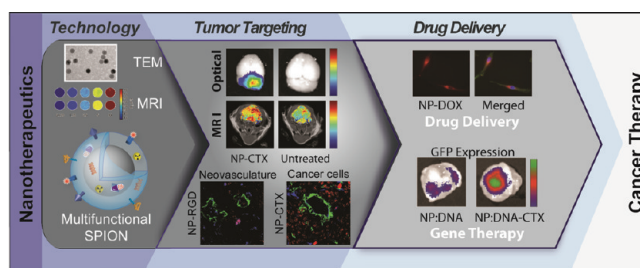 Nanotherapeutics
Technology
TEM
MRI
Multifunctional
SPION
Tumor Targeting
Optical
MRI
NP-CTX
Untreated
Neovasculature
Cancer cells
NP-RGD
NP-CTX
Drug Delivery
NP-DOX
Merged
Drug Delivery
GFP Expression
NP:DNA
NP:DNA-CTX
Gene Therapy
Cancer Therapy